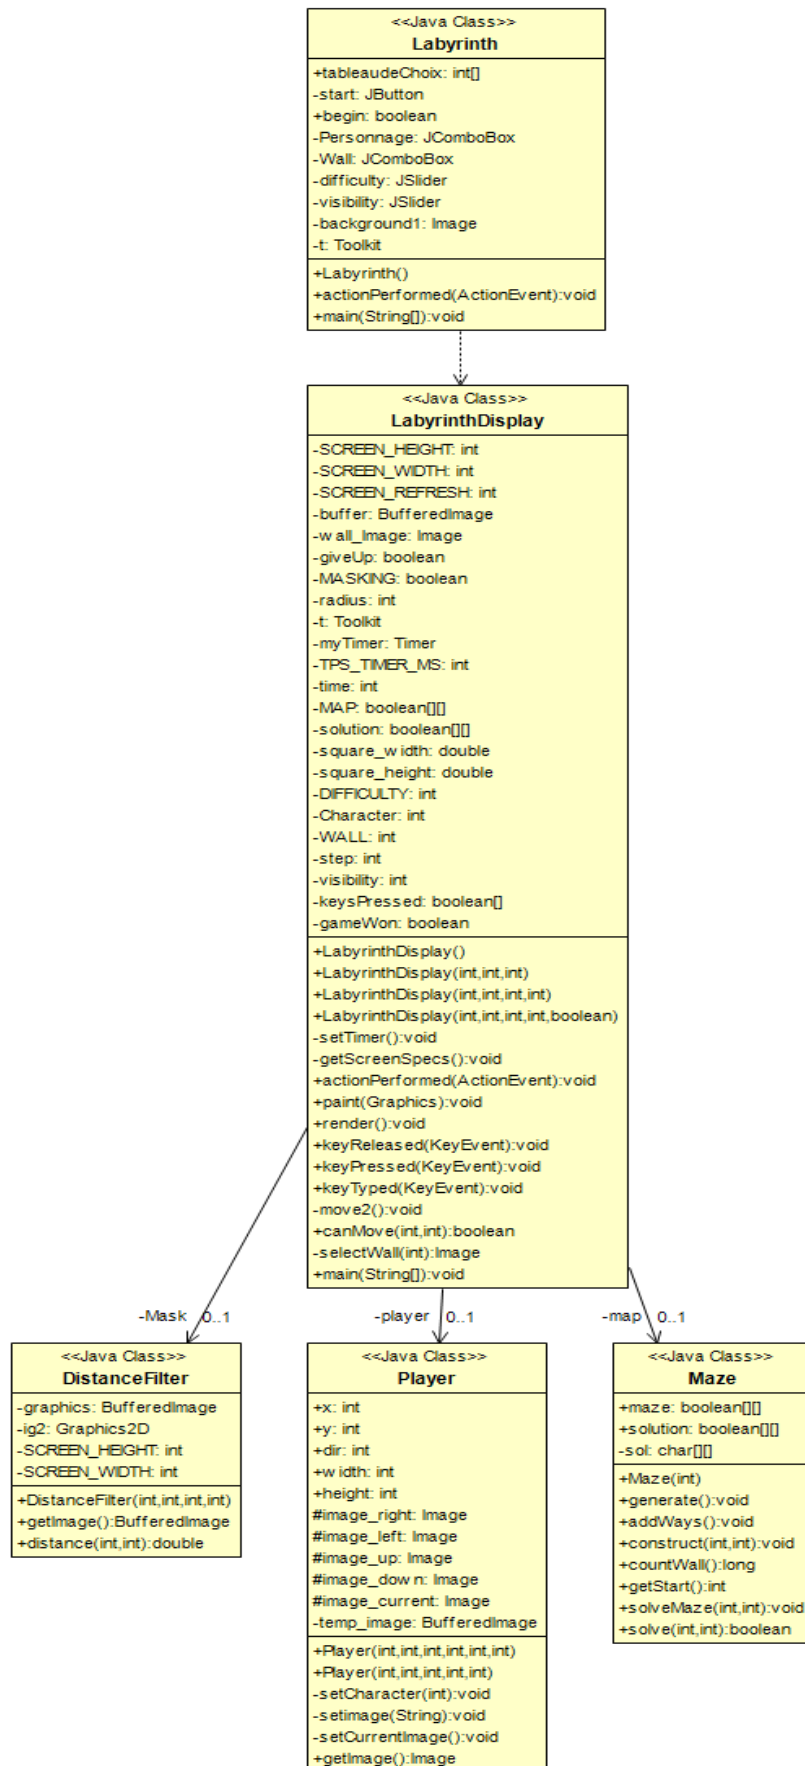 <<Java Class>>
Labyrinth
+tableaudeChoix: int[]
-start: JButton
+begin: boolean
-Personnage: JComboBox
-Wall: JComboBox
-difficulty: JSlider
-visibility: JSlider
-background1: Image
-t: Toolkit
+Labyrinth()
+actionPerformed(ActionEvent):void
+main(String[]):void
<<Java Class>>
LabyrinthDisplay
-SCREEN_HEIGHT: int
-SCREEN_WIDTH: int
-SCREEN_REFRESH: int
-buffer: BufferedImage
-wall_Image: Image
-giveUp: boolean
-MASKING: boolean
-radius: int
-t: Toolkit
-myTimer: Timer
-TPS_TIMER_MS: int
-time: int
-MAP: boolean[][]
-solution: boolean[][]
-square_width: double
-square_height: double
-DIFFICULTY: int
-Character: int
-WALL: int
-step: int
-visibility: int
-keysPressed: boolean[]
-gameWon: boolean
+LabyrinthDisplay()
+LabyrinthDisplay(int,int,int)
+LabyrinthDisplay(int,int,int,int)
+LabyrinthDisplay(int,int,int,int,boolean)
-setTimer():void
-getScreenSpecs():void
+actionPerformed(ActionEvent):void
+paint(Graphics):void
+render():void
+keyReleased(KeyEvent):void
+keyPressed(KeyEvent):void
+keyTyped(KeyEvent):void
-move2():void
+canMove(int,int):boolean
-selectWall(int):Image
+main(String[]):void
-Mask 0..1
-player 0..1
-map 0..1
<<Java Class>>
DistanceFilter
-graphics: BufferedImage
-ig2: Graphics2D
-SCREEN_HEIGHT: int
-SCREEN_WIDTH: int
+DistanceFilter(int,int,int,int)
+getImage():BufferedImage
+distance(int,int):double
<<Java Class>>
Player
+x: int
+y: int
+dir: int
+width: int
+height: int
#image_right: Image
#image_left: Image
#image_up: Image
#image_down: Image
#image_current: Image
-temp_image: BufferedImage
+Player(int,int,int,int,int,int)
+Player(int,int,int,int,int)
-setCharacter(int):void
-setimage(String):void
-setCurrentImage():void
+getImage():Image
<<Java Class>>
Maze
+maze: boolean[][]
+solution: boolean[][]
-sol: char[][]
+Maze(int)
+generate():void
+addWays():void
+construct(int,int):void
+countWall():long
+getStart():int
+solveMaze(int,int):void
+solve(int,int):boolean